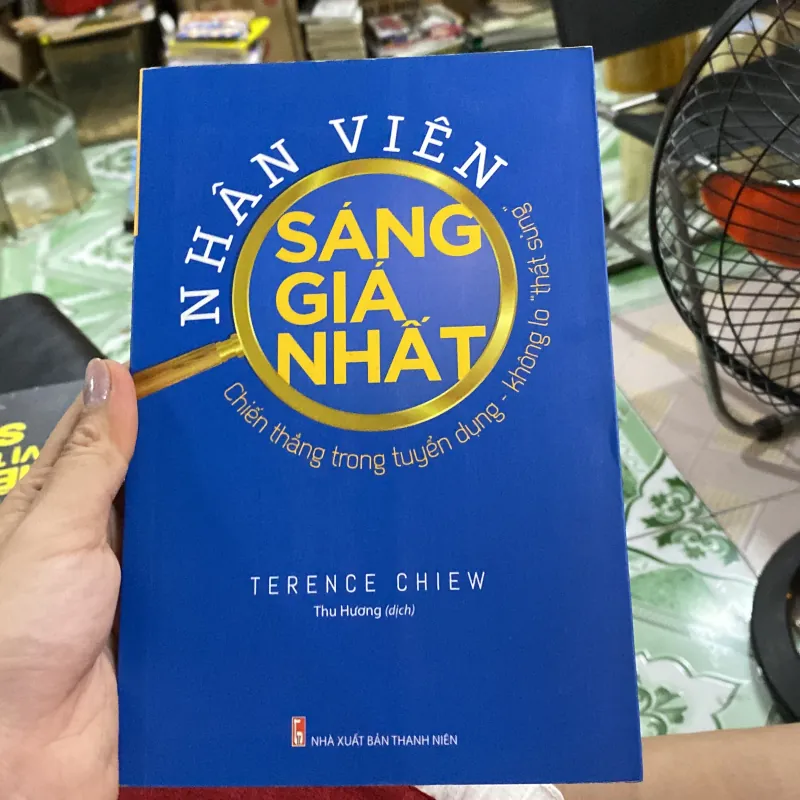 NHÂN VIÊN
SÁNG
GIÁ
NHẤT
Chiến thắng trong tuyển dụng - không lo "thất sủng"
TERENCE CHIEW
Thu Hương (dịch)
NHÀ XUẤT BẢN THANH NIÊN